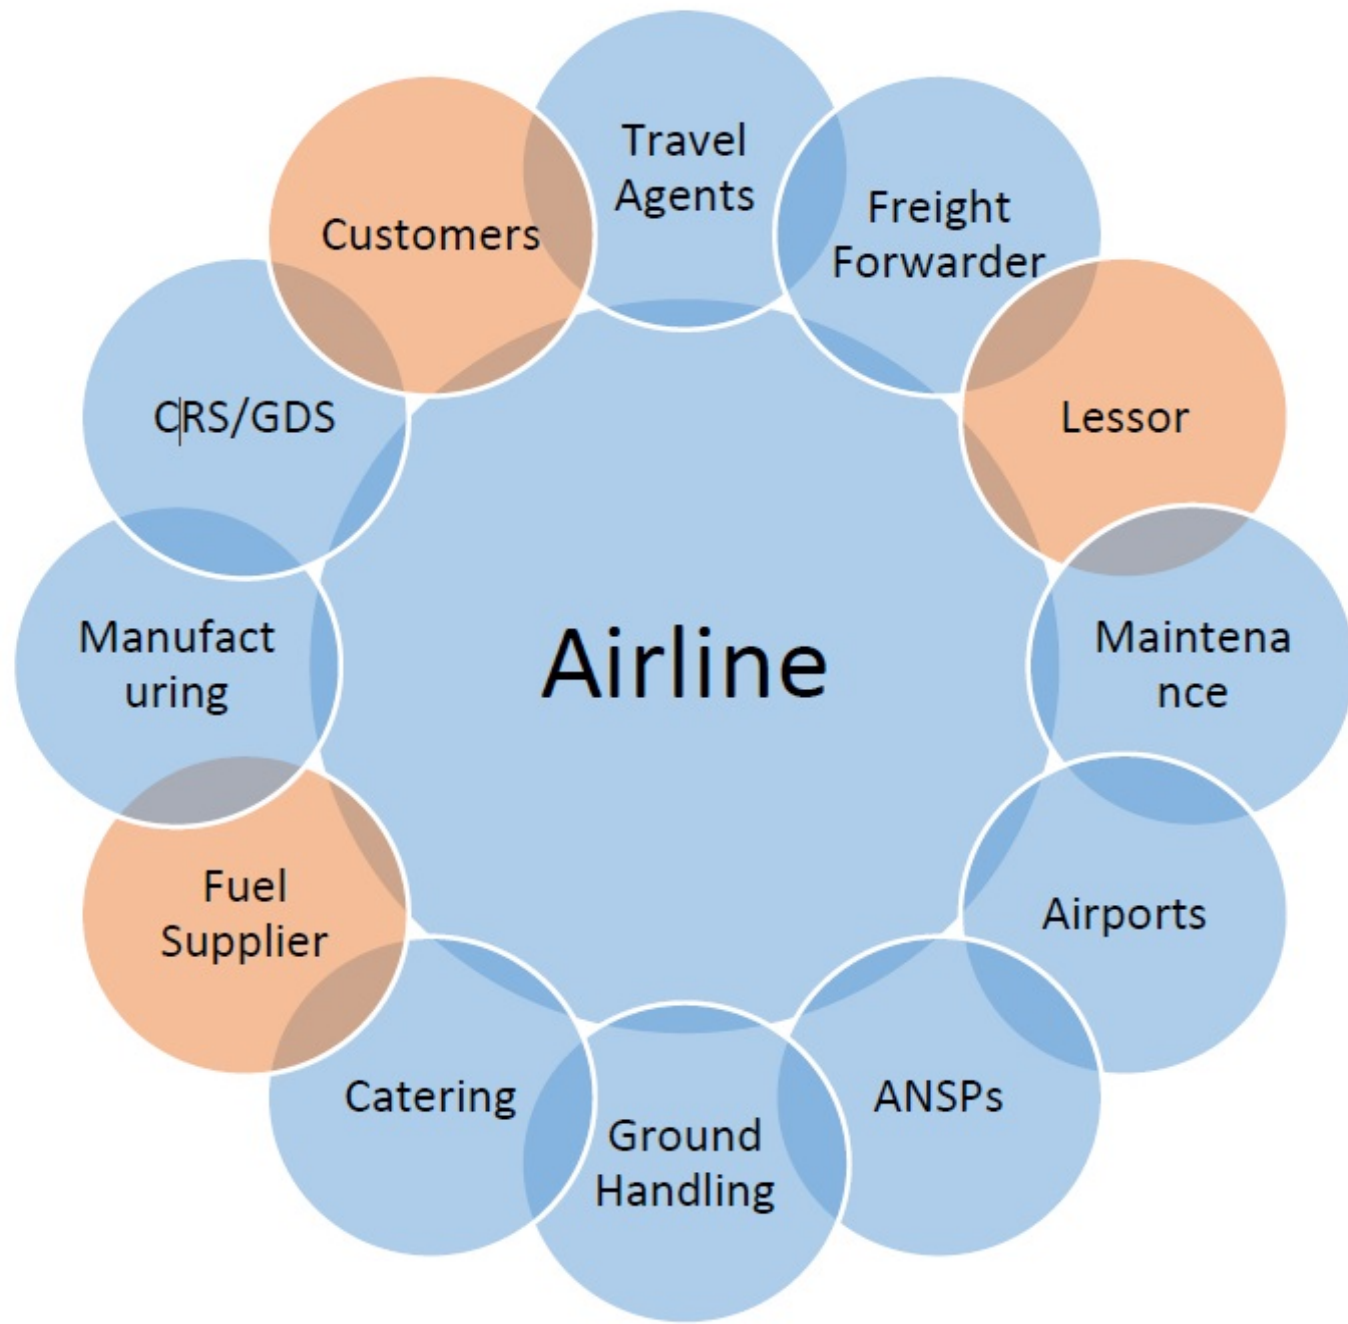 Travel
Agents
Freight
Forwarder
Customers
Lessor
CRS/GDS
Airline
Manufact
uring
Maintena
nce
Fuel
Supplier
Airports
Catering
ANSPs
Ground
Handling